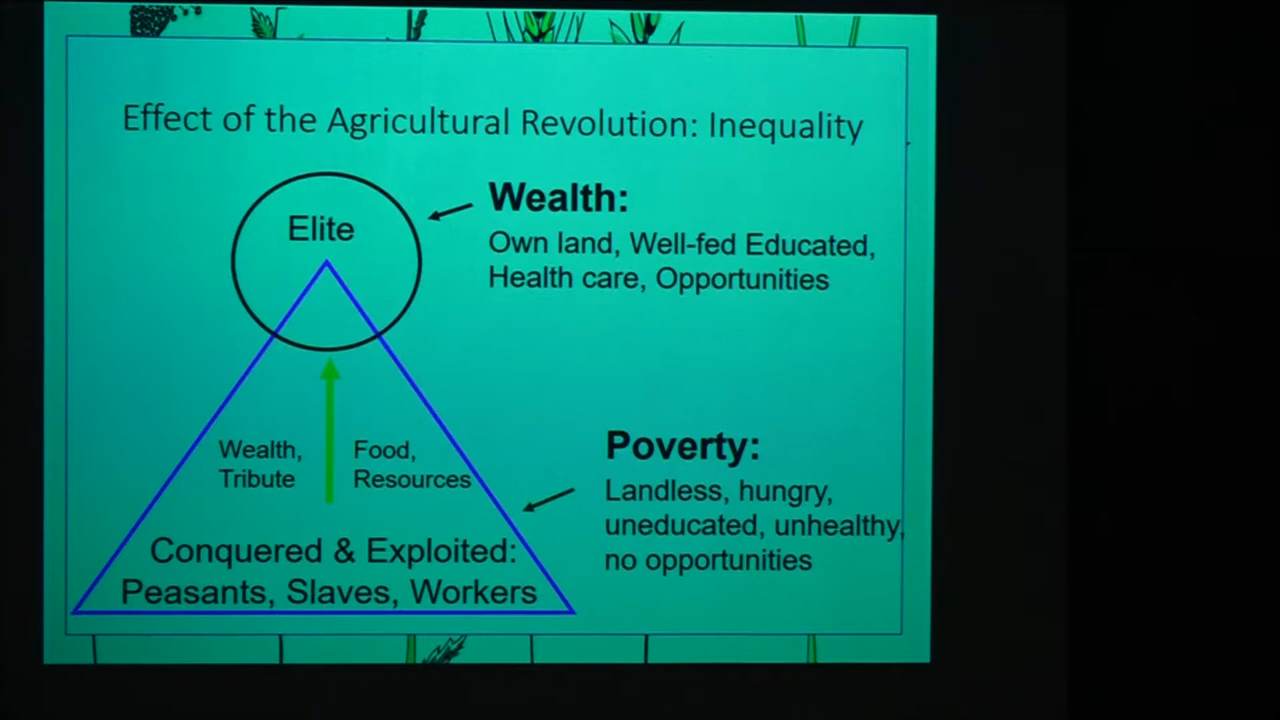 Effect of the Agricultural Revolution: Inequality
Elite
Wealth:
Own land, Well-fed Educated,
Health care, Opportunities
Wealth,
Tribute
Food,
Resources
Poverty:
Landless, hungry,
uneducated, unhealthy,
no opportunities
Conquered & Exploited:
Peasants, Slaves, Workers